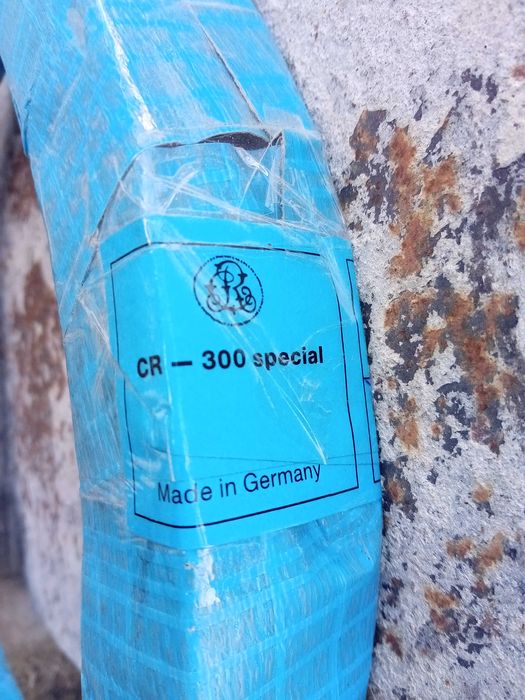 CR — 300 special
Made in Germany